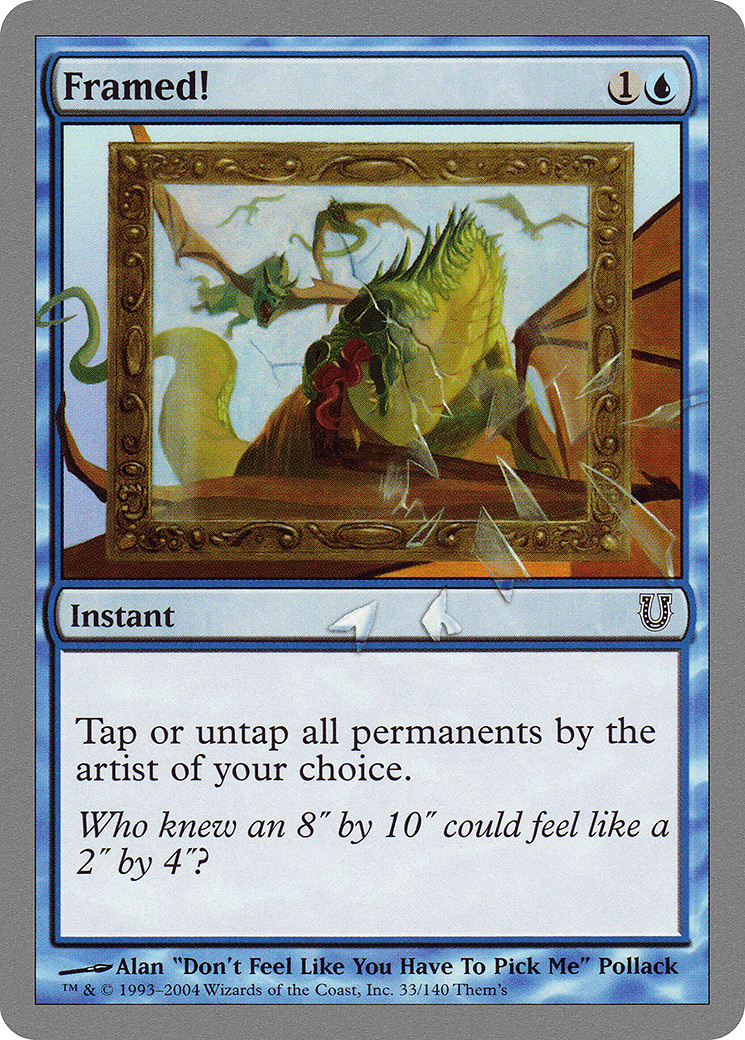 Framed!
1
Instant
Tap or untap all permanents by the
artist of your choice.
Who knew an 8″ by 10″ could feel like a
2″ by 4″?
Alan “Don't Feel Like You Have To Pick Me” Pollack
™ & © 1993–2004 Wizards of the Coast, Inc. 33/140 Them's